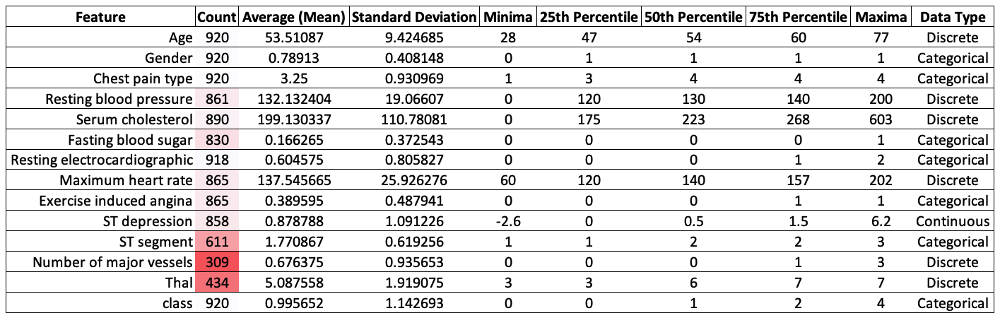 Feature Count Average (Mean) Standard Deviation Minima 25th Percentile 50th Percentile 75th Percentile Maxima Data Type
Age 920 53.51087 9.424685 28 47 54 60 77 Discrete
Gender 920 0.78913 0.408148 0 1 1 1 1 Categorical
Chest pain type 920 3.25 0.930969 1 3 4 4 4 Categorical
Resting blood pressure 861 132.132404 19.06607 0 120 130 140 200 Discrete
Serum cholesterol 890 199.130337 110.78081 0 175 223 268 603 Discrete
Fasting blood sugar 830 0.166265 0.372543 0 0 0 0 1 Categorical
Resting electrocardiographic 918 0.604575 0.805827 0 0 0 1 2 Categorical
Maximum heart rate 865 137.545665 25.926276 60 120 140 157 202 Discrete
Exercise induced angina 865 0.389595 0.487941 0 0 0 1 1 Categorical
ST depression 858 0.878788 1.091226 -2.6 0 0.5 1.5 6.2 Continuous
ST segment 611 1.770867 0.619256 1 1 2 2 3 Categorical
Number of major vessels 309 0.676375 0.935653 0 0 0 1 3 Discrete
Thal 434 5.087558 1.919075 3 3 6 7 7 Discrete
class 920 0.995652 1.142693 0 0 1 2 4 Categorical